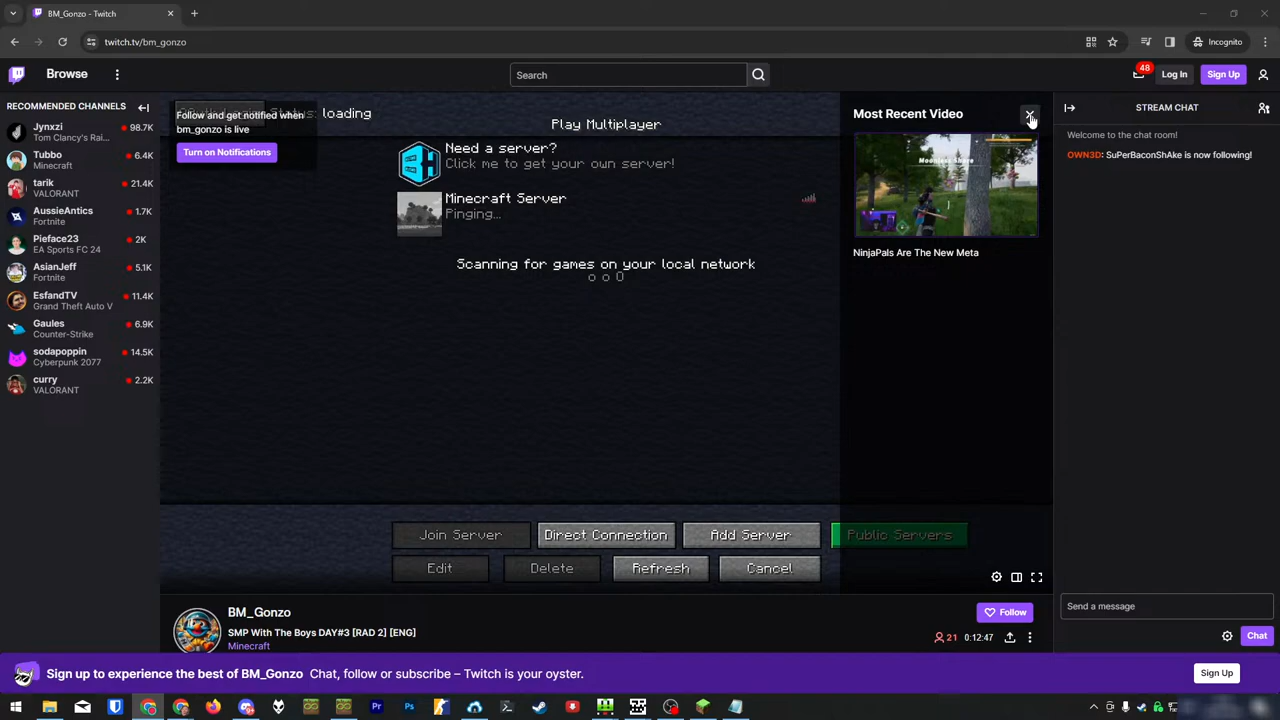 BM_Gonzo - Twitch
twitch.tv/bm_gonzo
Incognito
Browse
Search
48
Log In
Sign Up
RECOMMENDED CHANNELS
Jynxzi
98.7K
Tom Clancy's Rai...
Tubbo
6.4K
Minecraft
tarik
21.4K
VALORANT
AussieAntics
1.7K
Fortnite
Pieface23
2K
EA Sports FC 24
AsianJeff
5.1K
Fortnite
EsfandTV
11.4K
Grand Theft Auto V
Gaules
6.9K
Counter-Strike
sodapoppin
14.5K
Cyberpunk 2077
curry
2.2K
VALORANT
Status: loading
Follow and get notified when
bm_gonzo is live
Turn on Notifications
Play Multiplayer
Need a server?
Click me to get your own server!
Minecraft Server
Pinging...
Scanning for games on your local network
o o O
Join Server
Direct Connection
Add Server
Public Servers
Edit
Delete
Refresh
Cancel
Most Recent Video
Moonless Shore
NinjaPals Are The New Meta
STREAM CHAT
Welcome to the chat room!
OWN3D: SuPerBaconShAke is now following!
Send a message
Chat
BM_Gonzo
SMP With The Boys DAY#3 [RAD 2] [ENG]
Minecraft
Follow
21
0:12:47
Sign up to experience the best of BM_Gonzo
Chat, follow or subscribe – Twitch is your oyster.
Sign Up
Pr
Ps